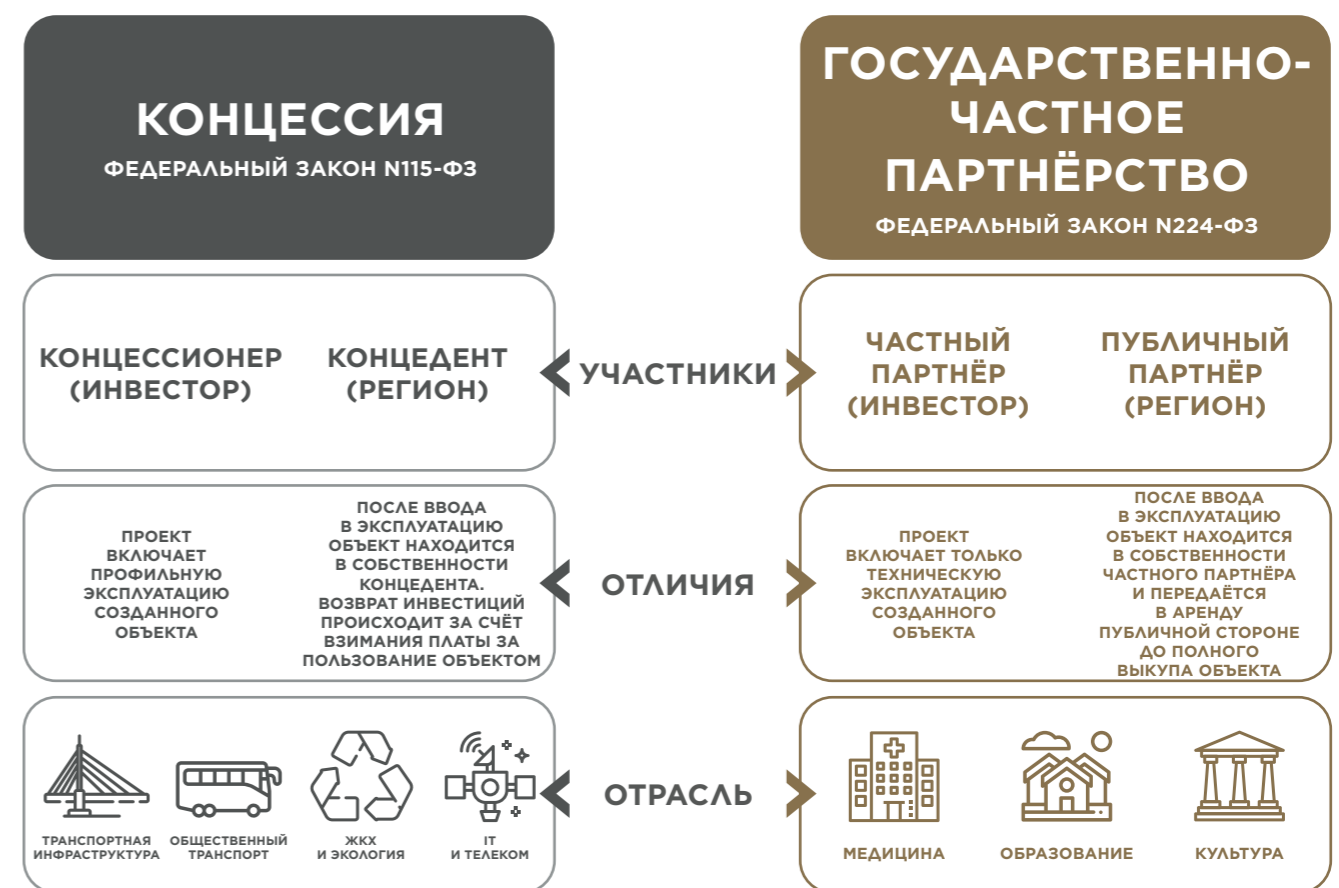 КОНЦЕССИЯ
ФЕДЕРАЛЬНЫЙ ЗАКОН N115-ФЗ
ГОСУДАРСТВЕННО-
ЧАСТНОЕ
ПАРТНЁРСТВО
ФЕДЕРАЛЬНЫЙ ЗАКОН N224-ФЗ
КОНЦЕССИОНЕР
(ИНВЕСТОР)
КОНЦЕДЕНТ
(РЕГИОН)
УЧАСТНИКИ
ЧАСТНЫЙ
ПАРТНЁР
(ИНВЕСТОР)
ПУБЛИЧНЫЙ
ПАРТНЁР
(РЕГИОН)
ПРОЕКТ
ВКЛЮЧАЕТ
ПРОФИЛЬНУЮ
ЭКСПЛУАТАЦИЮ
СОЗДАННОГО
ОБЪЕКТА
ПОСЛЕ ВВОДА
В ЭКСПЛУАТАЦИЮ
ОБЪЕКТ НАХОДИТСЯ
В СОБСТВЕННОСТИ
КОНЦЕДЕНТА.
ВОЗВРАТ ИНВЕСТИЦИЙ
ПРОИСХОДИТ ЗА СЧЁТ
ВЗИМАНИЯ ПЛАТЫ ЗА
ПОЛЬЗОВАНИЕ ОБЪЕКТОМ
ОТЛИЧИЯ
ПРОЕКТ
ВКЛЮЧАЕТ ТОЛЬКО
ТЕХНИЧЕСКУЮ
ЭКСПЛУАТАЦИЮ
СОЗДАННОГО
ОБЪЕКТА
ПОСЛЕ ВВОДА
В ЭКСПЛУАТАЦИЮ
ОБЪЕКТ НАХОДИТСЯ
В СОБСТВЕННОСТИ
ЧАСТНОГО ПАРТНЁРА
И ПЕРЕДАЁТСЯ
В АРЕНДУ
ПУБЛИЧНОЙ СТОРОНЕ
ДО ПОЛНОГО
ВЫКУПА ОБЪЕКТА
ТРАНСПОРТНАЯ
ИНФРАСТРУКТУРА
ОБЩЕСТВЕННЫЙ
ТРАНСПОРТ
ЖКХ
И ЭКОЛОГИЯ
IT
И ТЕЛЕКОМ
ОТРАСЛЬ
МЕДИЦИНА
ОБРАЗОВАНИЕ
КУЛЬТУРА